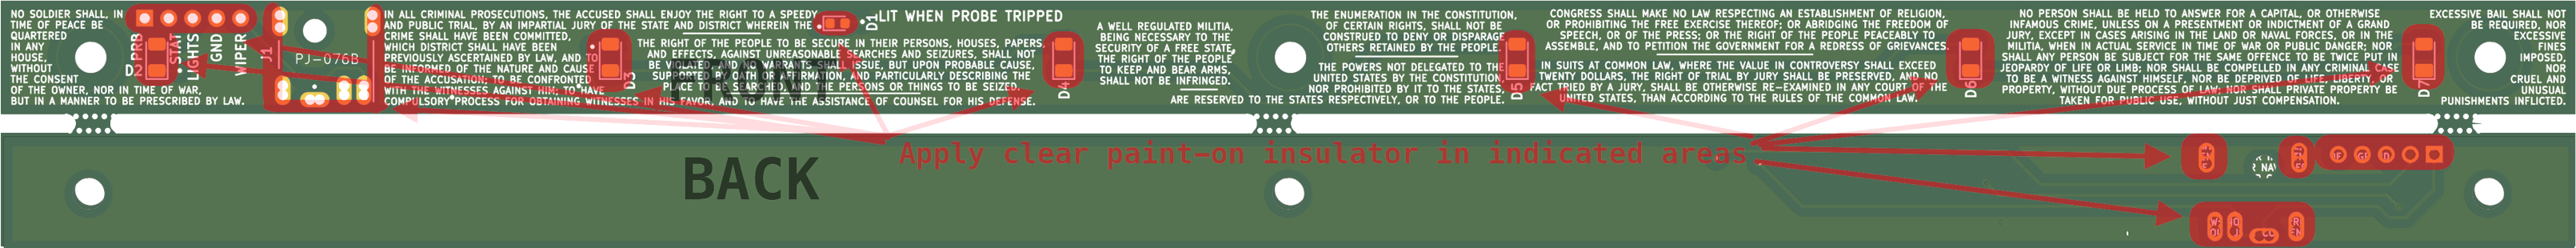 NO SOLDIER SHALL, IN
TIME OF PEACE BE
QUARTERED
IN ANY
HOUSE,
WITHOUT
THE CONSENT
OF THE OWNER, NOR IN TIME OF WAR,
BUT IN A MANNER TO BE PRESCRIBED BY LAW.
PRB
STAT
LIGHTS
GND
WIPER
D2
J1
PJ-076B
IN ALL CRIMINAL PROSECUTIONS, THE ACCUSED SHALL ENJOY THE RIGHT TO A SPEEDY
AND PUBLIC TRIAL, BY AN IMPARTIAL JURY OF THE STATE AND DISTRICT WHEREIN THE
CRIME SHALL HAVE BEEN COMMITTED,
WHICH DISTRICT SHALL HAVE BEEN
PREVIOUSLY ASCERTAINED BY LAW, AND TO
BE INFORMED OF THE NATURE AND CAUSE
OF THE ACCUSATION; TO BE CONFRONTED
WITH THE WITNESSES AGAINST HIM; TO HAVE
COMPULSORY PROCESS FOR OBTAINING WITNESSES IN HIS FAVOR, AND TO HAVE THE ASSISTANCE OF COUNSEL FOR HIS DEFENSE.
D1
LIT WHEN PROBE TRIPPED
D3
THE RIGHT OF THE PEOPLE TO BE SECURE IN THEIR PERSONS, HOUSES, PAPERS,
AND EFFECTS, AGAINST UNREASONABLE SEARCHES AND SEIZURES, SHALL NOT
BE VIOLATED, AND NO WARRANTS SHALL ISSUE, BUT UPON PROBABLE CAUSE,
SUPPORTED BY OATH OR AFFIRMATION, AND PARTICULARLY DESCRIBING THE
PLACE TO BE SEARCHED, AND THE PERSONS OR THINGS TO BE SEIZED.
FRONT
D4
A WELL REGULATED MILITIA,
BEING NECESSARY TO THE
SECURITY OF A FREE STATE,
THE RIGHT OF THE PEOPLE
TO KEEP AND BEAR ARMS,
SHALL NOT BE INFRINGED.
THE ENUMERATION IN THE CONSTITUTION,
OF CERTAIN RIGHTS, SHALL NOT BE
CONSTRUED TO DENY OR DISPARAGE
OTHERS RETAINED BY THE PEOPLE.
THE POWERS NOT DELEGATED TO THE
UNITED STATES BY THE CONSTITUTION,
NOR PROHIBITED BY IT TO THE STATES,
ARE RESERVED TO THE STATES RESPECTIVELY, OR TO THE PEOPLE.
D5
CONGRESS SHALL MAKE NO LAW RESPECTING AN ESTABLISHMENT OF RELIGION,
OR PROHIBITING THE FREE EXERCISE THEREOF; OR ABRIDGING THE FREEDOM OF
SPEECH, OR OF THE PRESS; OR THE RIGHT OF THE PEOPLE PEACEABLY TO
ASSEMBLE, AND TO PETITION THE GOVERNMENT FOR A REDRESS OF GRIEVANCES.
IN SUITS AT COMMON LAW, WHERE THE VALUE IN CONTROVERSY SHALL EXCEED
TWENTY DOLLARS, THE RIGHT OF TRIAL BY JURY SHALL BE PRESERVED, AND NO
FACT TRIED BY A JURY, SHALL BE OTHERWISE RE-EXAMINED IN ANY COURT OF THE
UNITED STATES, THAN ACCORDING TO THE RULES OF THE COMMON LAW.
D6
NO PERSON SHALL BE HELD TO ANSWER FOR A CAPITAL, OR OTHERWISE
INFAMOUS CRIME, UNLESS ON A PRESENTMENT OR INDICTMENT OF A GRAND
JURY, EXCEPT IN CASES ARISING IN THE LAND OR NAVAL FORCES, OR IN THE
MILITIA, WHEN IN ACTUAL SERVICE IN TIME OF WAR OR PUBLIC DANGER; NOR
SHALL ANY PERSON BE SUBJECT FOR THE SAME OFFENCE TO BE TWICE PUT IN
JEOPARDY OF LIFE OR LIMB; NOR SHALL BE COMPELLED IN ANY CRIMINAL CASE
TO BE A WITNESS AGAINST HIMSELF, NOR BE DEPRIVED OF LIFE, LIBERTY, OR
PROPERTY, WITHOUT DUE PROCESS OF LAW; NOR SHALL PRIVATE PROPERTY BE
TAKEN FOR PUBLIC USE, WITHOUT JUST COMPENSATION.
D7
EXCESSIVE BAIL SHALL NOT
BE REQUIRED, NOR
EXCESSIVE
FINES
IMPOSED,
NOR
CRUEL AND
UNUSUAL
PUNISHMENTS INFLICTED.
Apply clear paint-on insulator in indicated areas
BACK